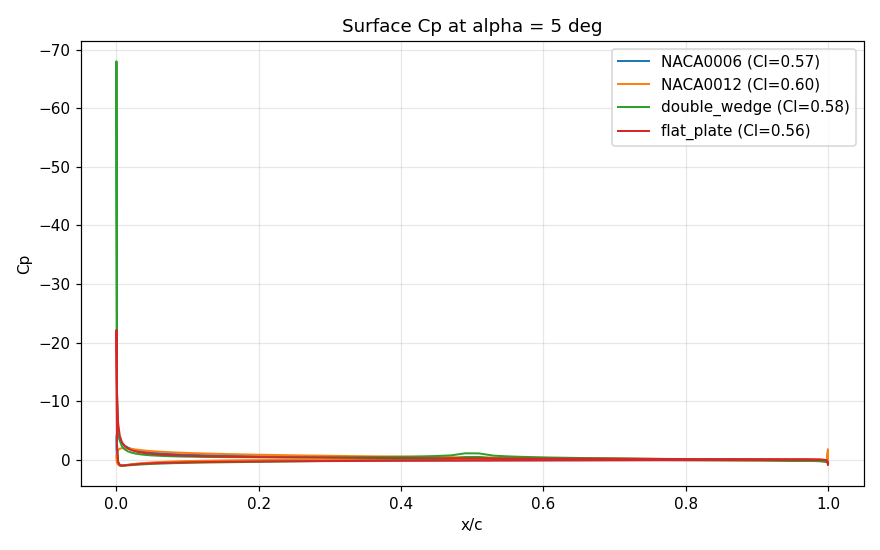 Surface Cp at alpha = 5 deg
NACA0006 (Cl=0.57)
NACA0012 (Cl=0.60)
double_wedge (Cl=0.58)
flat_plate (Cl=0.56)
−70
−60
−50
−40
−30
−20
−10
0
Cp
0.0 0.2 0.4 0.6 0.8 1.0
x/c